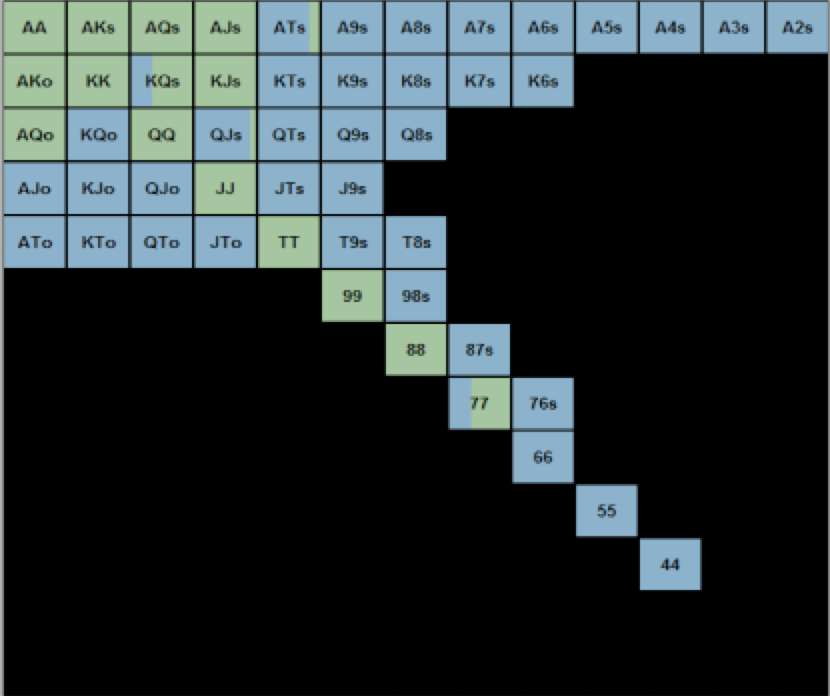 AA AKs AQs AJs ATs A9s A8s A7s A6s A5s A4s A3s A2s
AKo KK KQs KJs KTs K9s K8s K7s K6s
AQo KQo QQ QJs QTs Q9s Q8s
AJo KJo QJo JJ JTs J9s
ATo KTo QTo JTo TT T9s T8s
99 98s
88 87s
77 76s
66
55
44